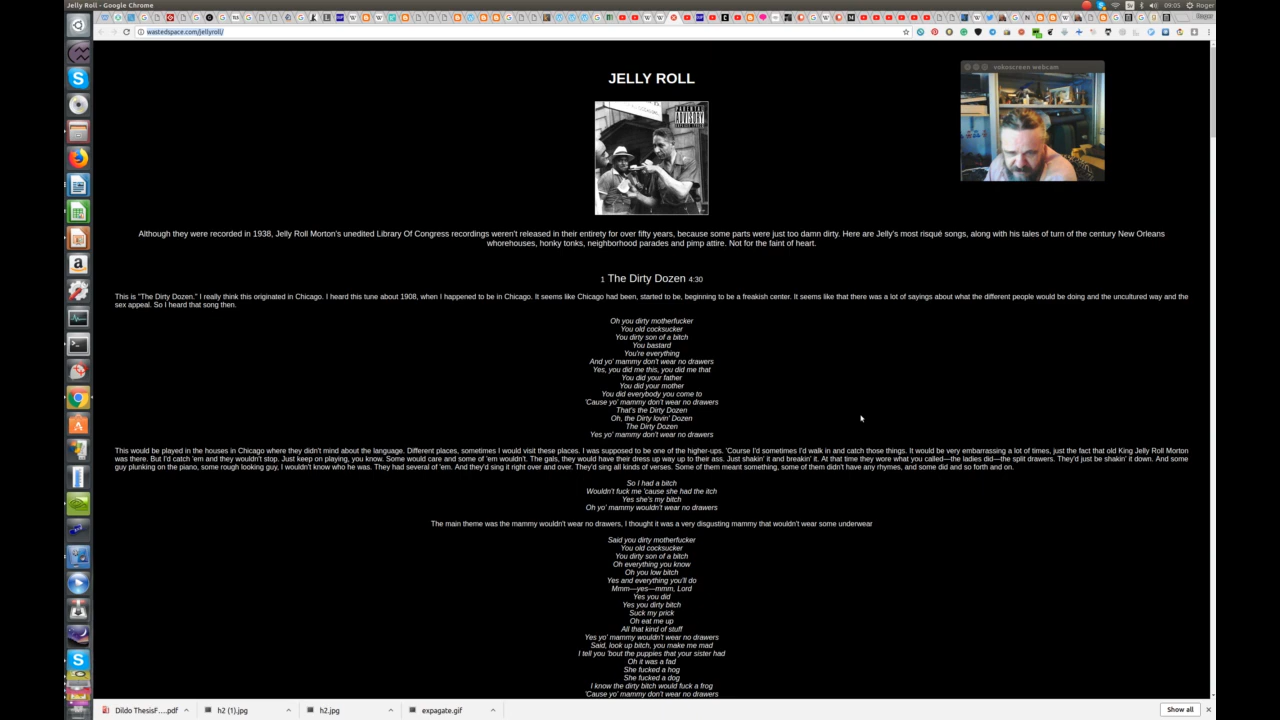 Jelly Roll - Google Chrome
Sv
09:05
Roger
Roger
wastedspace.com/jellyroll/
vokoscreen webcam
JELLY ROLL
PARENTAL
ADVISORY
Although they were recorded in 1938, Jelly Roll Morton's unedited Library Of Congress recordings weren't released in their entirety for over fifty years, because some parts were just too damn dirty. Here are Jelly's most risqué songs, along with his tales of turn of the century New Orleans
whorehouses, honky tonks, neighborhood parades and pimp attire. Not for the faint of heart.
1 The Dirty Dozen 4:30
This is "The Dirty Dozen." I really think this originated in Chicago. I heard this tune about 1908, when I happened to be in Chicago. It seems like Chicago had been, started to be, beginning to be a freakish center. It seems like that there was a lot of sayings about what the different people would be doing and the uncultured way and the
sex appeal. So I heard that song then.
Oh you dirty motherfucker
You old cocksucker
You dirty son of a bitch
You bastard
You're everything
And yo' mammy don't wear no drawers
Yes, you did me this, you did me that
You did your father
You did your mother
You did everybody you come to
'Cause yo' mammy don't wear no drawers
That's the Dirty Dozen
Oh, the Dirty lovin' Dozen
The Dirty Dozen
Yes yo' mammy don't wear no drawers
This would be played in the houses in Chicago where they didn't mind about the language. Different places, sometimes I would visit these places. I was supposed to be one of the higher-ups. 'Course I'd sometimes I'd walk in and catch those things. It would be very embarrassing a lot of times, just the fact that old King Jelly Roll Morton
was there. But I'd catch 'em and they wouldn't stop. Just keep on playing, you know. Some would care and some of 'em wouldn't. The gals, they would have their dress up way up to their ass. Just shakin' it and breakin' it. At that time they wore what you called—the ladies did—the split drawers. They'd just be shakin' it down. And some
guy plunking on the piano, some rough looking guy, I wouldn't know who he was. They had several of 'em. And they'd sing it right over and over. They'd sing all kinds of verses. Some of them meant something, some of them didn't have any rhymes, and some did and so forth and on.
So I had a bitch
Wouldn't fuck me 'cause she had the itch
Yes she's my bitch
Oh yo' mammy wouldn't wear no drawers
The main theme was the mammy wouldn't wear no drawers, I thought it was a very disgusting mammy that wouldn't wear some underwear
Said you dirty motherfucker
You old cocksucker
You dirty son of a bitch
Oh everything you know
Oh you low bitch
Yes and everything you'll do
Mmm—yes—mmm, Lord
Yes you did
Yes you dirty bitch
Suck my prick
Oh eat me up
All that kind of stuff
Yes yo' mammy wouldn't wear no drawers
Said, look up bitch, you make me mad
I tell you 'bout the puppies that your sister had
Oh it was a fad
She fucked a hog
She fucked a dog
I know the dirty bitch would fuck a frog
'Cause yo' mammy don't wear no drawers
Dildo ThesisF....pdf
h2 (1).jpg
h2.jpg
expagate.gif
Show all